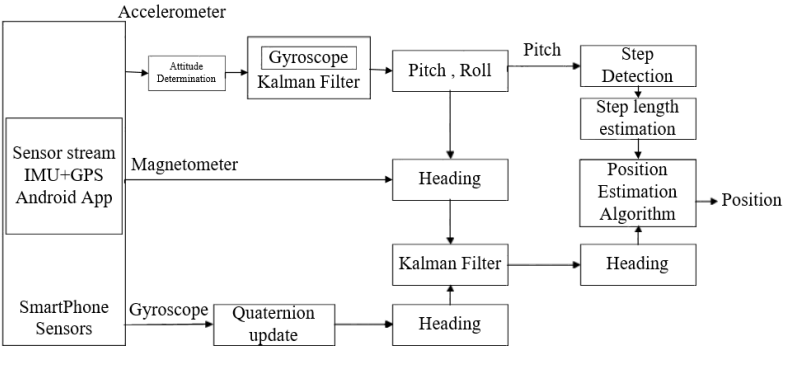 Accelerometer
Attitude
Determination
Gyroscope
Kalman Filter
Pitch , Roll
Pitch
Step
Detection
Step length
estimation
Sensor stream
IMU+GPS
Android App
Magnetometer
Heading
Position
Estimation
Algorithm
Position
Kalman Filter
Heading
SmartPhone
Sensors
Gyroscope
Quaternion
update
Heading